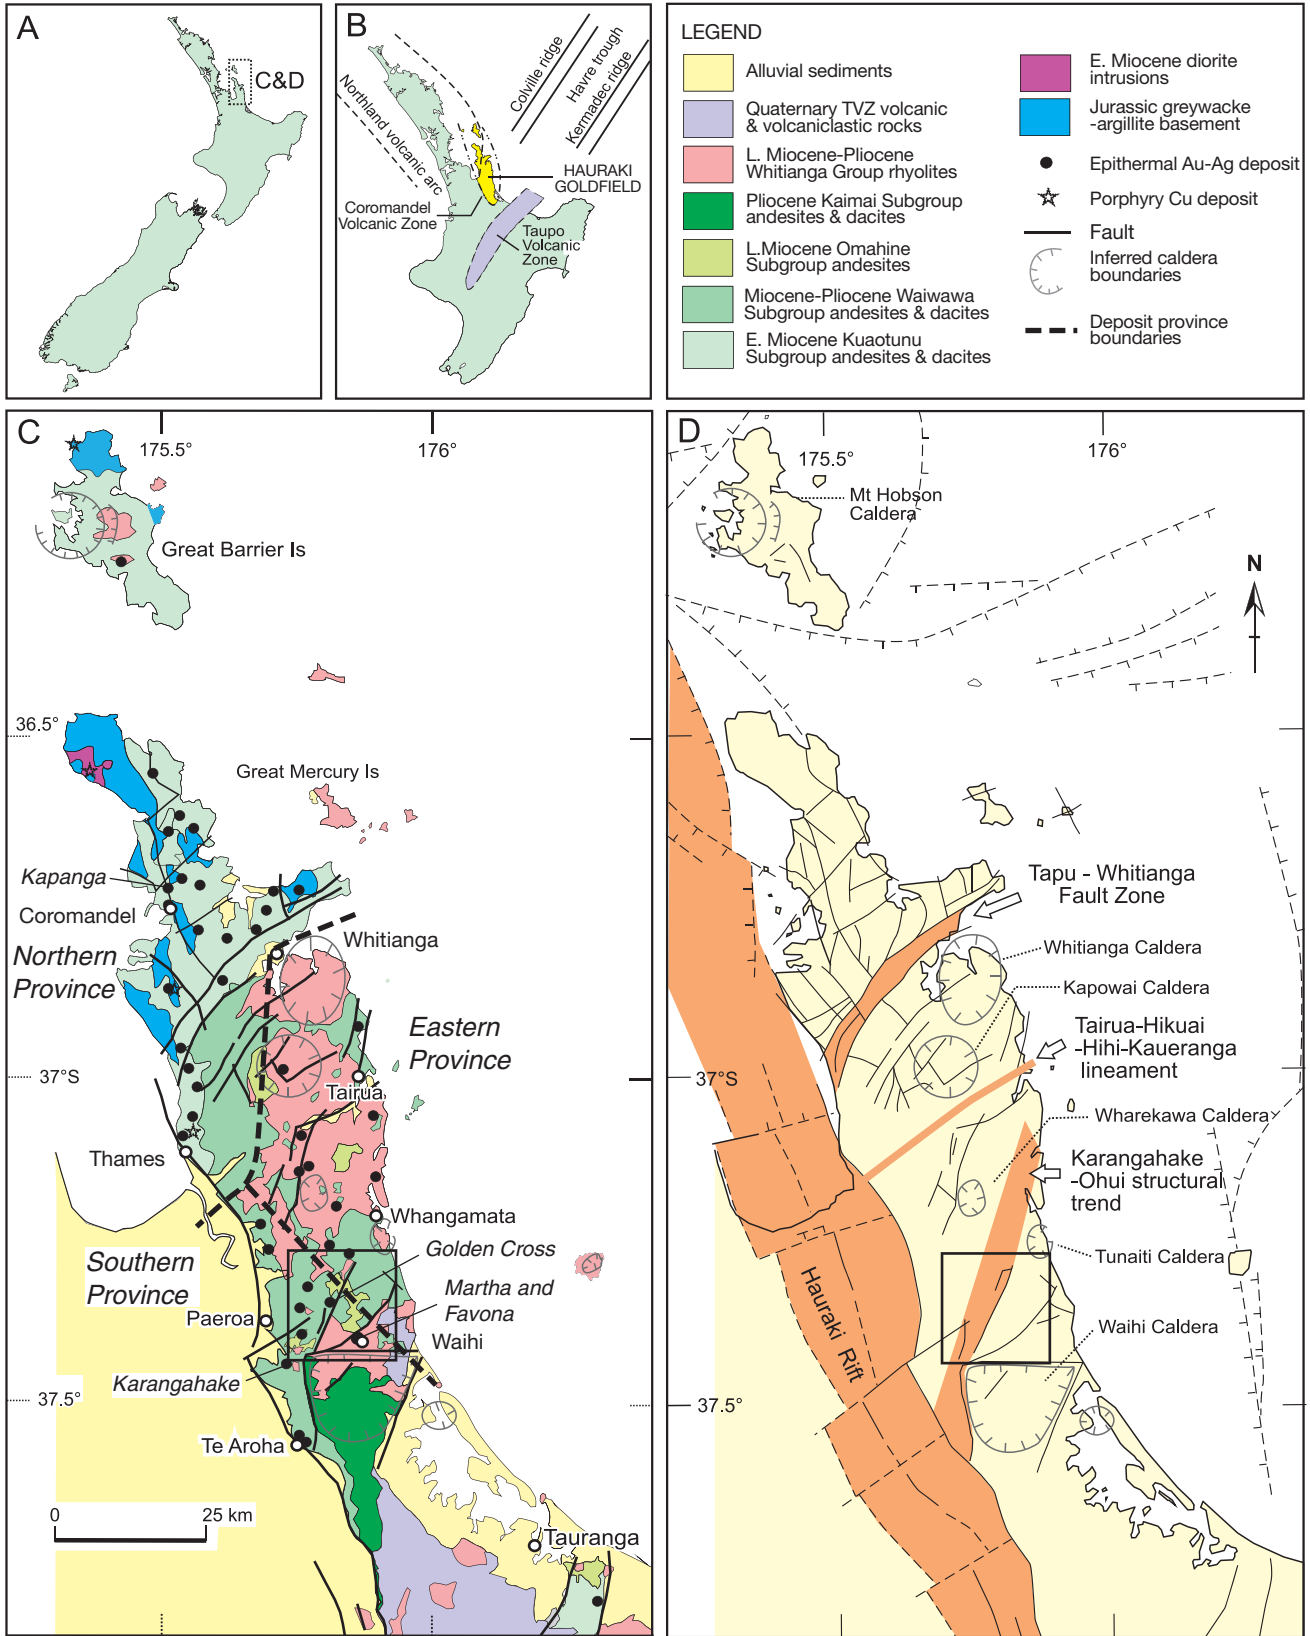 A
C&D
B
Northland volcanic arc
Colville ridge
Havre trough
Kermadec ridge
HAURAKI
GOLDFIELD
Coromandel
Volcanic Zone
Taupo
Volcanic
Zone
LEGEND
Alluvial sediments
Quaternary TVZ volcanic
& volcaniclastic rocks
L. Miocene-Pliocene
Whitianga Group rhyolites
Pliocene Kaimai Subgroup
andesites & dacites
L.Miocene Omahine
Subgroup andesites
Miocene-Pliocene Waiwawa
Subgroup andesites & dacites
E. Miocene Kuaotunu
Subgroup andesites & dacites
E. Miocene diorite
intrusions
Jurassic greywacke
-argillite basement
Epithermal Au-Ag deposit
Porphyry Cu deposit
Fault
Inferred caldera
boundaries
Deposit province
boundaries
C
175.5°
176°
Great Barrier Is
36.5°
Great Mercury Is
Kapanga
Coromandel
Northern
Province
Whitianga
Eastern
Province
37°S
Tairua
Thames
Whangamata
Golden Cross
Southern
Province
Martha and
Favona
Paeroa
Waihi
Karangahake
37.5°
Te Aroha
0
25 km
Tauranga
D
175.5°
176°
Mt Hobson
Caldera
N
Tapu - Whitianga
Fault Zone
Whitianga Caldera
Kapowai Caldera
Tairua-Hikuai
-Hihi-Kaueranga
lineament
37°S
Wharekawa Caldera
Karangahake
-Ohui structural
trend
Tunaiti Caldera
Hauraki Rift
Waihi Caldera
37.5°